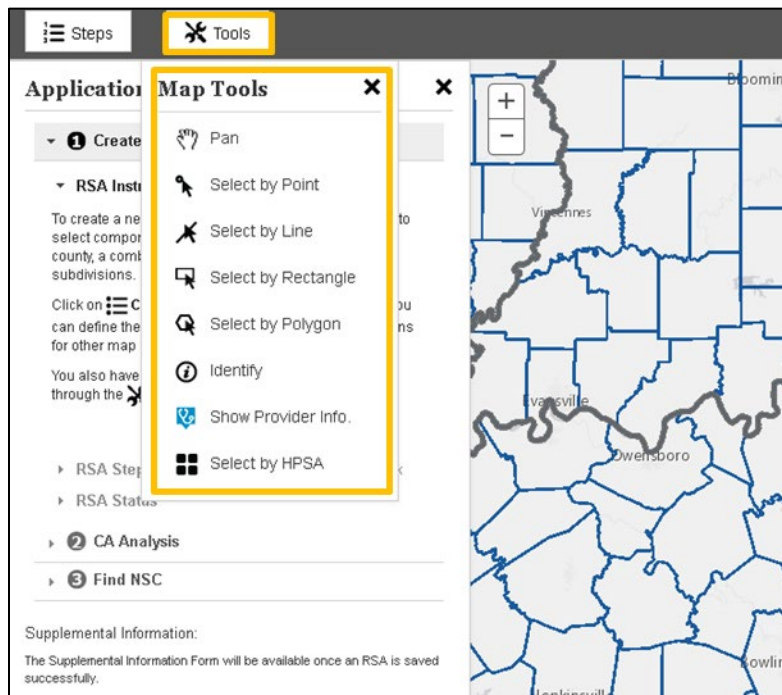 Steps
Tools
Application
Map Tools
Create
Pan
RSA Instr
Select by Point
To create a ne
to
select compor
Select by Line
county, a comb
subdivisions.
Select by Rectangle
Click on C
ou
can define the
Select by Polygon
ns
for other map
You also have
Identify
through the
Show Provider Info.
RSA Step
Select by HPSA
k
RSA Status
2 CA Analysis
3 Find NSC
Supplemental Information:
The Supplemental Information Form will be available once an RSA is saved
successfully.
+
−
Bloomin
Vincennes
Evansville
Owensboro
Bowlin
Hopkinsville